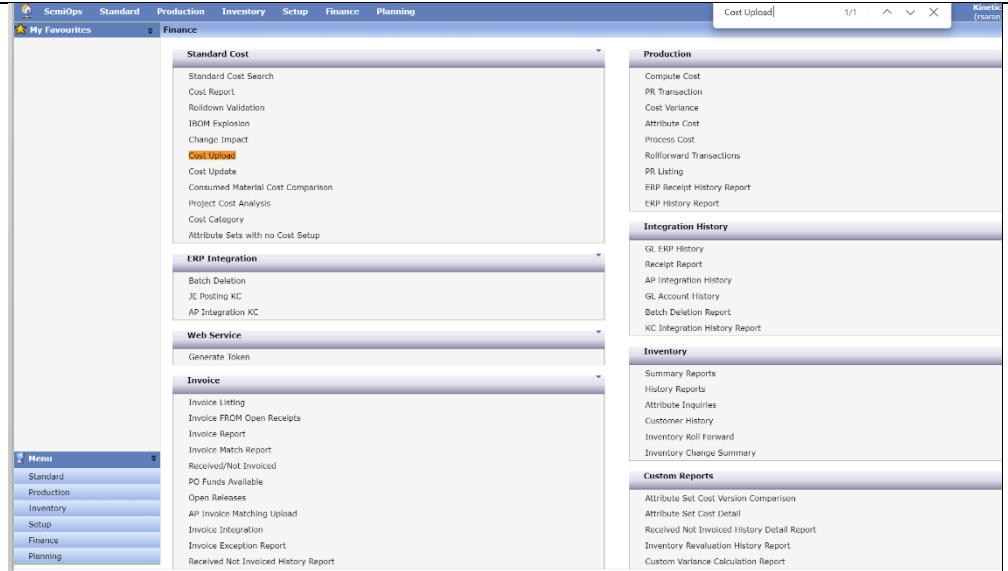 SemiOps Standard Production Inventory Setup Finance Planning
Cost Upload 1/1
Kinetic
(rsaran
My Favourites
Finance
Standard Cost
Standard Cost Search
Cost Report
Rolldown Validation
IBOM Explosion
Change Impact
Cost Upload
Cost Update
Consumed Material Cost Comparison
Project Cost Analysis
Cost Category
Attribute Sets with no Cost Setup
ERP Integration
Batch Deletion
JE Posting KC
AP Integration KC
Web Service
Generate Token
Invoice
Invoice Listing
Invoice FROM Open Receipts
Invoice Report
Invoice Match Report
Received/Not Invoiced
PO Funds Available
Open Releases
AP Invoice Matching Upload
Invoice Integration
Invoice Exception Report
Received Not Invoiced History Report
Production
Compute Cost
PR Transaction
Cost Variance
Attribute Cost
Process Cost
Rollforward Transactions
PR Listing
ERP Receipt History Report
ERP History Report
Integration History
GL ERP History
Receipt Report
AP Integration History
GL Account History
Batch Deletion Report
KC Integration History Report
Inventory
Summary Reports
History Reports
Attribute Inquiries
Customer History
Inventory Roll Forward
Inventory Change Summary
Custom Reports
Attribute Set Cost Version Comparison
Attribute Set Cost Detail
Received Not Invoiced History Detail Report
Inventory Revaluation History Report
Custom Variance Calculation Report
Menu
Standard
Production
Inventory
Setup
Finance
Planning